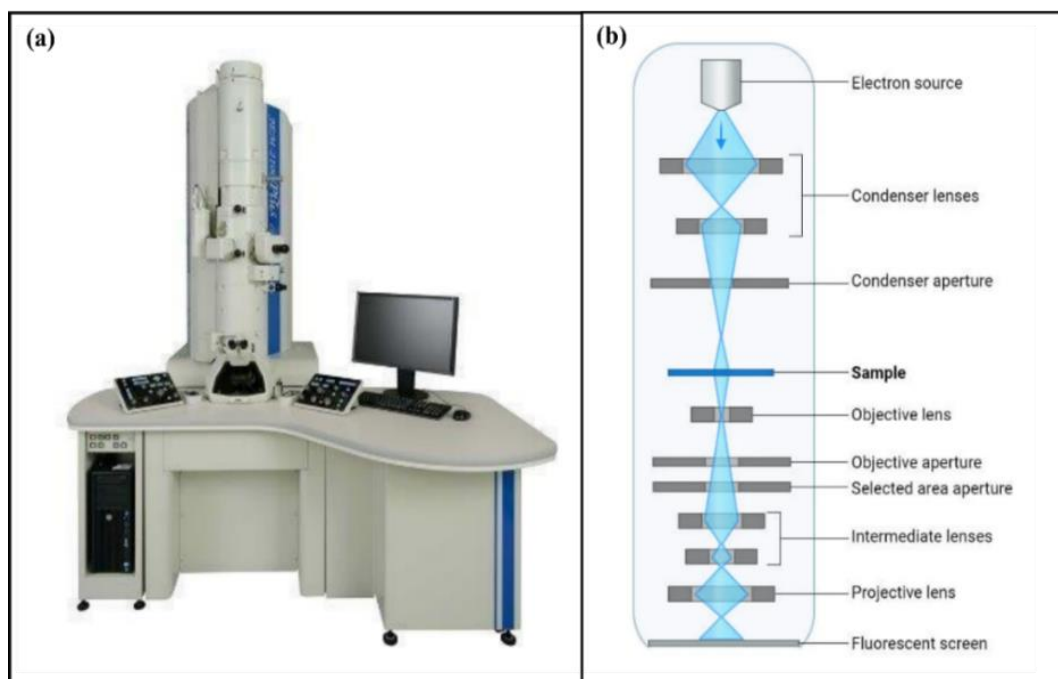 (a)
(b)
Electron source
Condenser lenses
Condenser aperture
Sample
Objective lens
Objective aperture
Selected area aperture
Intermediate lenses
Projective lens
Fluorescent screen